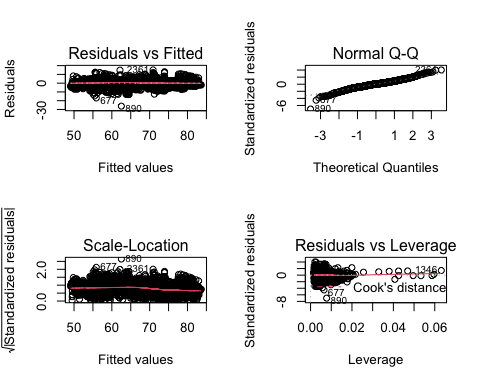 Residuals vs Fitted
Residuals
-30
0
2361
677
890
50
60
70
80
Fitted values
Normal Q-Q
Standardized residuals
-6
0
677
890
-3
-1
1
2
3
Theoretical Quantiles
Scale-Location
√|Standardized residuals|
0.0
2.0
890
677
2361
50
60
70
80
Fitted values
Residuals vs Leverage
Standardized residuals
-8
0
1346
Cook's distance
677
890
0.00
0.02
0.04
0.06
Leverage